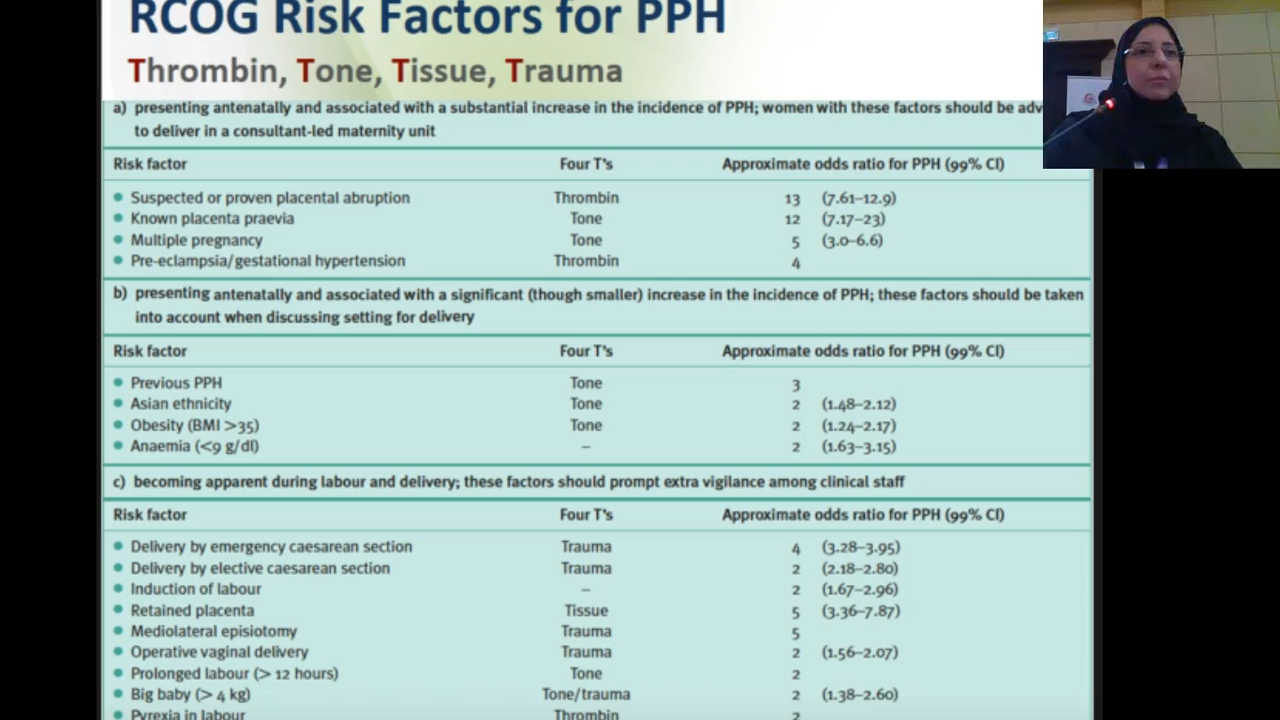 RCOG Risk Factors for PPH
Thrombin, Tone, Tissue, Trauma
a) presenting antenatally and associated with a substantial increase in the incidence of PPH; women with these factors should be adv
to deliver in a consultant-led maternity unit
Risk factor Four T's Approximate odds ratio for PPH (99% CI)
• Suspected or proven placental abruption Thrombin 13 (7.61–12.9)
• Known placenta praevia Tone 12 (7.17–23)
• Multiple pregnancy Tone 5 (3.0–6.6)
• Pre-eclampsia/gestational hypertension Thrombin 4
b) presenting antenatally and associated with a significant (though smaller) increase in the incidence of PPH; these factors should be taken
into account when discussing setting for delivery
Risk factor Four T's Approximate odds ratio for PPH (99% CI)
• Previous PPH Tone 3
• Asian ethnicity Tone 2 (1.48–2.12)
• Obesity (BMI >35) Tone 2 (1.24–2.17)
• Anaemia (<9 g/dl) – 2 (1.63–3.15)
c) becoming apparent during labour and delivery; these factors should prompt extra vigilance among clinical staff
Risk factor Four T's Approximate odds ratio for PPH (99% CI)
• Delivery by emergency caesarean section Trauma 4 (3.28–3.95)
• Delivery by elective caesarean section Trauma 2 (2.18–2.80)
• Induction of labour – 2 (1.67–2.96)
• Retained placenta Tissue 5 (3.36–7.87)
• Mediolateral episiotomy Trauma 5
• Operative vaginal delivery Trauma 2 (1.56–2.07)
• Prolonged labour (> 12 hours) Tone 2
• Big baby (> 4 kg) Tone/trauma 2 (1.38–2.60)
• Pyrexia in labour Thrombin 2